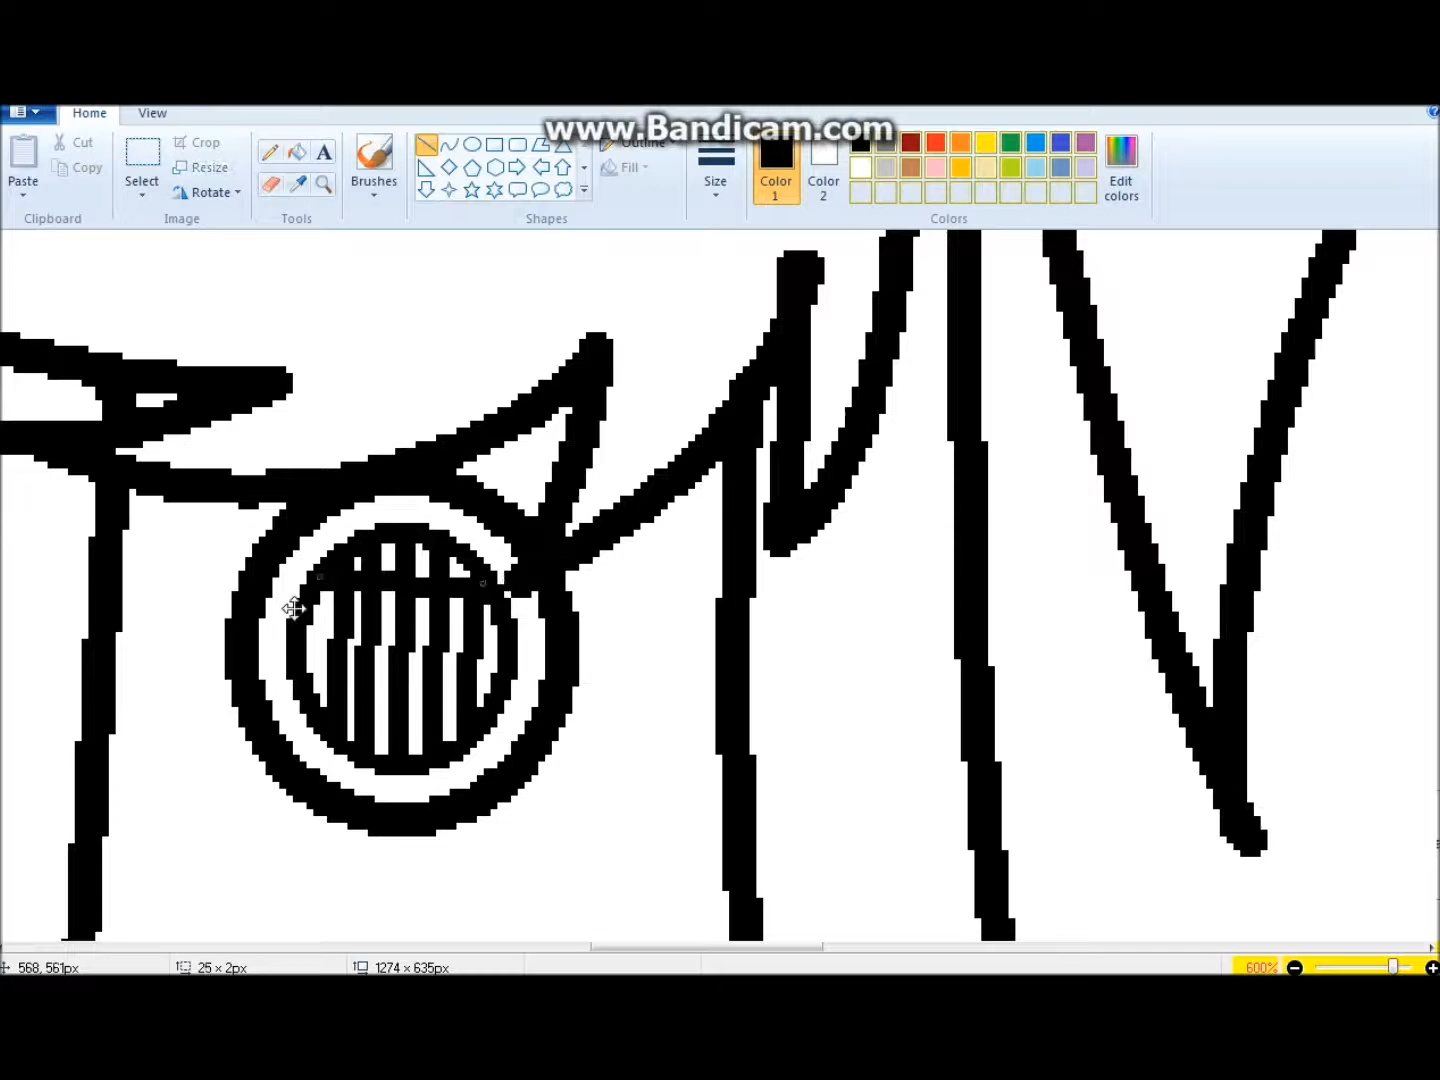 Home View
www.Bandicam.com
Cut
Copy
Paste
Clipboard
Crop
Resize
Rotate
Select
Image
A
Tools
Brushes
Outline
Fill
Shapes
Size
Color
1
Color
2
Edit
colors
Colors
568, 561px
25 × 2px
1274 × 635px
600%